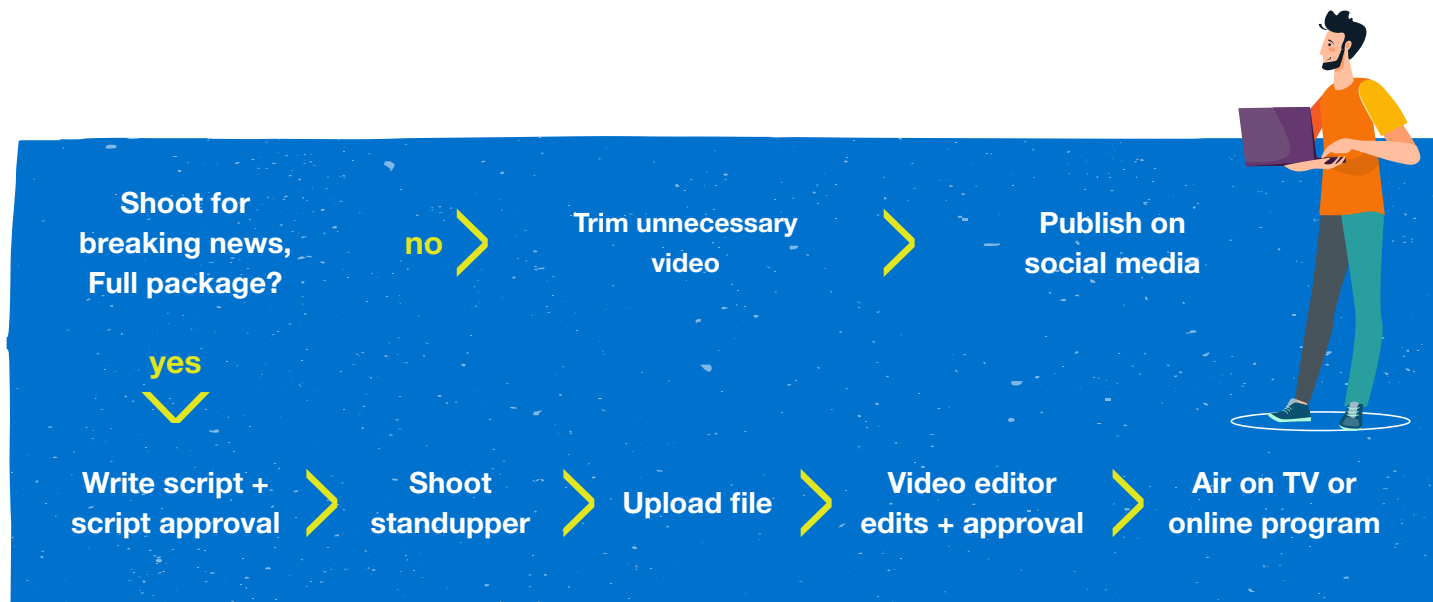 Shoot for
breaking news,
Full package?
no
Trim unnecessary
video
Publish on
social media
yes
Write script +
script approval
Shoot
standupper
Upload file
Video editor
edits + approval
Air on TV or
online program